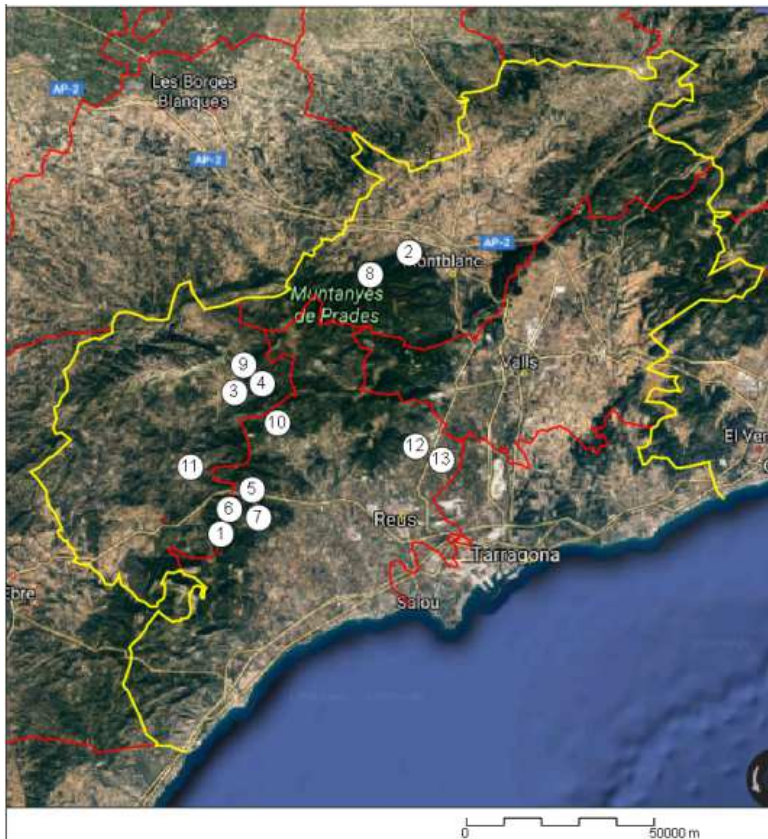 Les Borges
Blanques
AP-2
AP-2
2
AP-2
Montblanc
8
Muntanyes
de Prades
9
4
3
Valls
10
El Ven
12
13
11
5
6
7
1
Reus
Tarragona
Ebre
Salou
0 50000 m